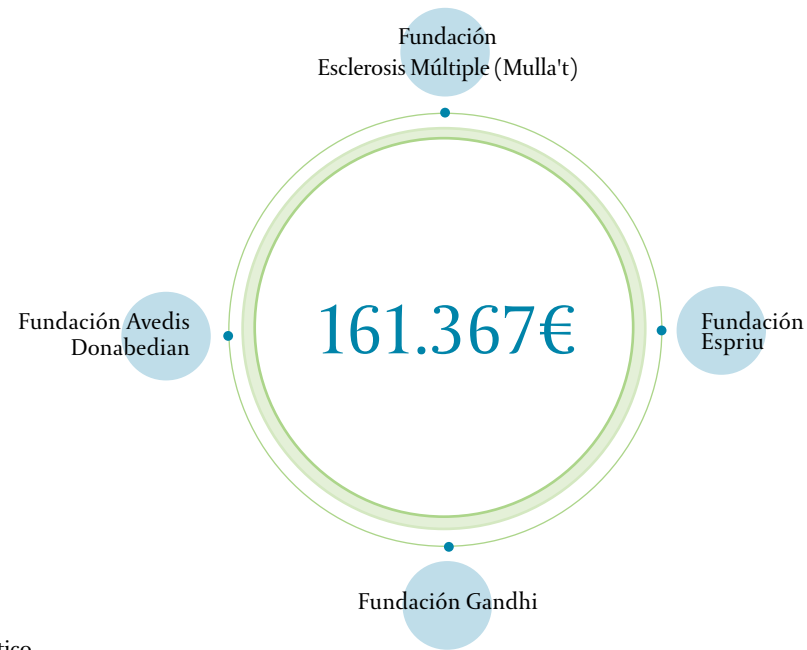 Fundación
Esclerosis Múltiple (Mulla't)
161.367€
Fundación Avedis
Donabedian
Fundación
Espriu
Fundación Gandhi